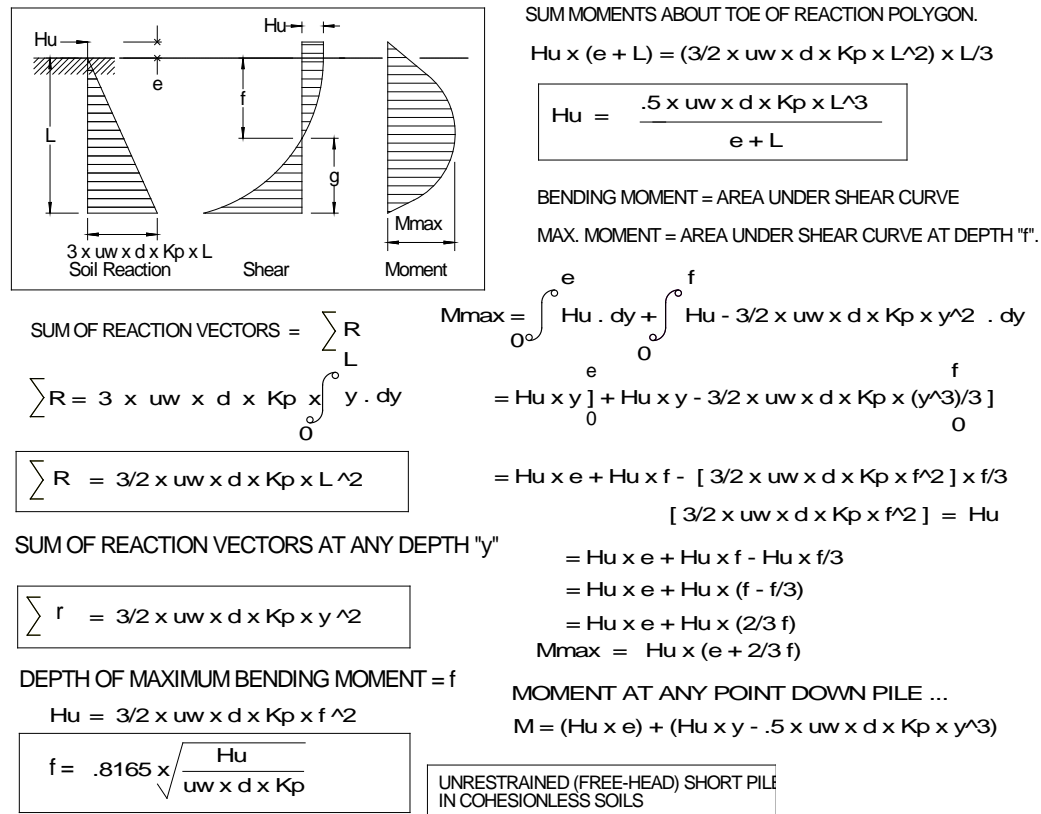 Hu
e
L
3 x uw x d x Kp x L
Soil Reaction
Hu
f
g
Shear
Mmax
Moment
SUM OF REACTION VECTORS = ∑ R
L
∑R = 3 x uw x d x Kp x ∫ y . dy
0
∑ R = 3/2 x uw x d x Kp x L ^2
SUM OF REACTION VECTORS AT ANY DEPTH "y"
∑ r = 3/2 x uw x d x Kp x y ^2
DEPTH OF MAXIMUM BENDING MOMENT = f
Hu = 3/2 x uw x d x Kp x f ^2
Hu
f = .8165 x √
uw x d x Kp
SUM MOMENTS ABOUT TOE OF REACTION POLYGON.
Hu x (e + L) = (3/2 x uw x d x Kp x L^2) x L/3
.5 x uw x d x Kp x L^3
Hu =
e + L
BENDING MOMENT = AREA UNDER SHEAR CURVE
MAX. MOMENT = AREA UNDER SHEAR CURVE AT DEPTH "f".
e f
Mmax = ∫ Hu . dy + ∫ Hu - 3/2 x uw x d x Kp x y^2 . dy
0 0
e f
= Hu x y ] + Hu x y - 3/2 x uw x d x Kp x (y^3)/3 ]
0 0
= Hu x e + Hu x f - [ 3/2 x uw x d x Kp x f^2 ] x f/3
[ 3/2 x uw x d x Kp x f^2 ] = Hu
= Hu x e + Hu x f - Hu x f/3
= Hu x e + Hu x (f - f/3)
= Hu x e + Hu x (2/3 f)
Mmax = Hu x (e + 2/3 f)
MOMENT AT ANY POINT DOWN PILE ...
M = (Hu x e) + (Hu x y - .5 x uw x d x Kp x y^3)
UNRESTRAINED (FREE-HEAD) SHORT PILE
IN COHESIONLESS SOILS